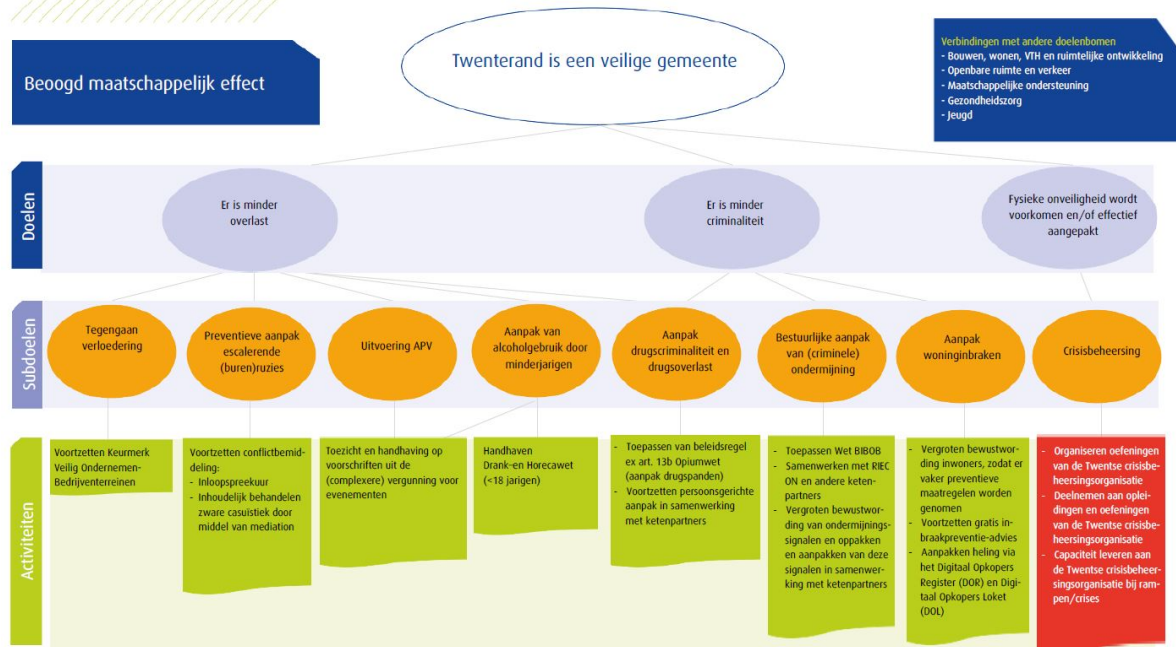 Beoogd maatschappelijk effect
Twenterand is een veilige gemeente
Verbindingen met andere doelenbomen
- Bouwen, wonen, VTH en ruimtelijke ontwikkeling
- Openbare ruimte en verkeer
- Maatschappelijke ondersteuning
- Gezondheidszorg
- Jeugd
Doelen
Er is minder
overlast
Er is minder
criminaliteit
Fysieke onveiligheid wordt
voorkomen en/of effectief
aangepakt
Subdoelen
Tegengaan
verloedering
Preventieve aanpak
escalerende
(buren)ruzies
Uitvoering APV
Aanpak van
alcoholgebruik door
minderjarigen
Aanpak
drugscriminaliteit en
drugsoverlast
Bestuurlijke aanpak
van (criminele)
ondermijning
Aanpak
woninginbraken
Crisisbeheersing
Activiteiten
Voortzetten Keurmerk
Veilig Ondernemen-
Bedrijventerreinen
Voortzetten conflictbemid-
deling:
- Inloopspreekuur
- Inhoudelijk behandelen
zware casuïstiek door
middel van mediation
Toezicht en handhaving op
voorschriften uit de
(complexere) vergunning voor
evenementen
Handhaven
Drank-en Horecawet
(<18 jarigen)
- Toepassen van beleidsregel
ex art. 13b Opiumwet
(aanpak drugspanden)
- Voortzetten persoonsgerichte
aanpak in samenwerking
met ketenpartners
- Toepassen Wet BIBOB
- Samenwerken met RIEC
ON en andere keten-
partners
- Vergroten bewustwor-
ding van ondermijnings-
signalen en oppakken
en aanpakken van deze
signalen in samenwer-
king met ketenpartners
- Vergroten bewustwor-
ding inwoners, zodat er
vaker preventieve
maatregelen worden
genomen
- Voortzetten gratis in-
braakpreventie-advies
- Aanpakken heling via
het Digitaal Opkopers
Register (DOR) en Digi-
taal Opkopers Loket
(DOL)
- Organiseren oefeningen
van de Twentse crisisbe-
heersingsorganisatie
- Deelnemen aan oplei-
dingen en oefeningen
van de Twentse crisisbe-
heersingsorganisatie
- Capaciteit leveren aan
de Twentse crisisbeheer-
singsorganisatie bij ram-
pen/crises